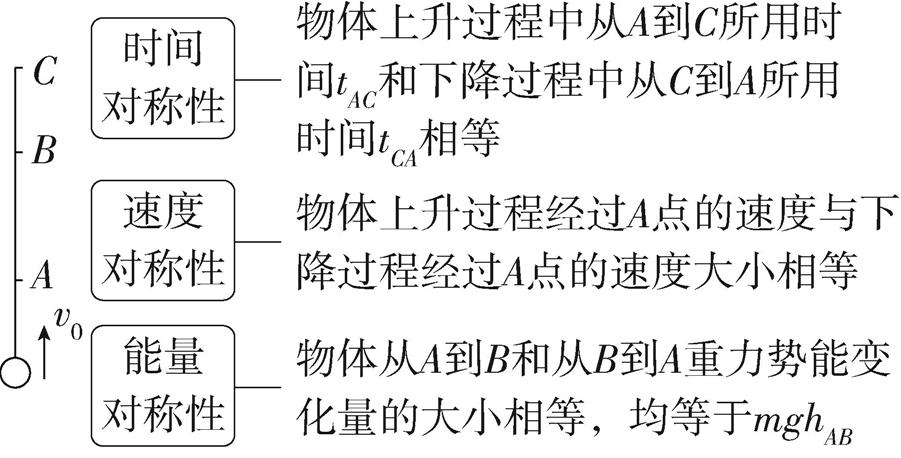 C
B
A
v₀
时间
对称性
物体上升过程中从A到C所用时
间t_AC和下降过程中从C到A所用
时间t_CA相等
速度
对称性
物体上升过程经过A点的速度与下
降过程经过A点的速度大小相等
能量
对称性
物体从A到B和从B到A重力势能变
化量的大小相等，均等于mgh_AB